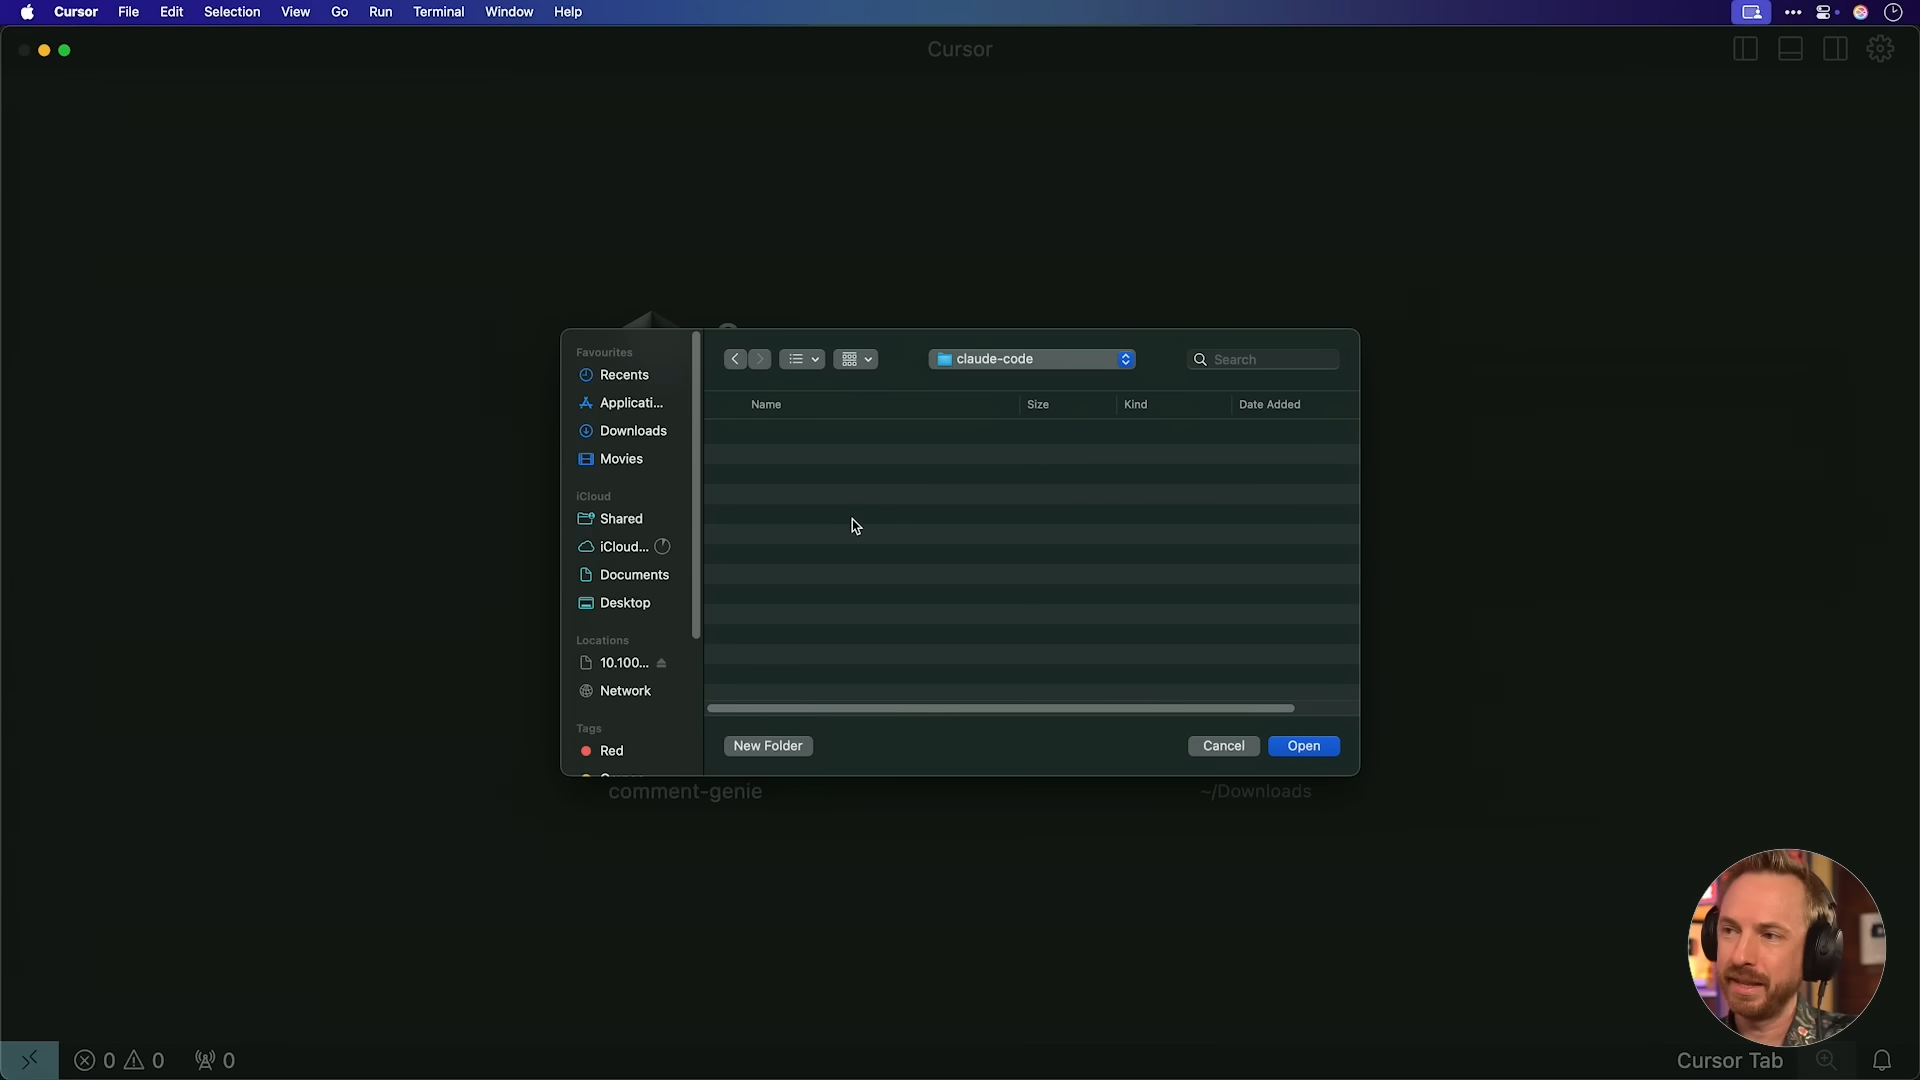 Cursor File Edit Selection View Go Run Terminal Window Help
Cursor
Favourites
Recents
Applicati...
Downloads
Movies
iCloud
Shared
iCloud...
Documents
Desktop
Locations
10.100...
Network
Tags
Red
claude-code
Search
Name Size Kind Date Added
New Folder Cancel Open
comment-genie ~/Downloads
0 0 0
Cursor Tab